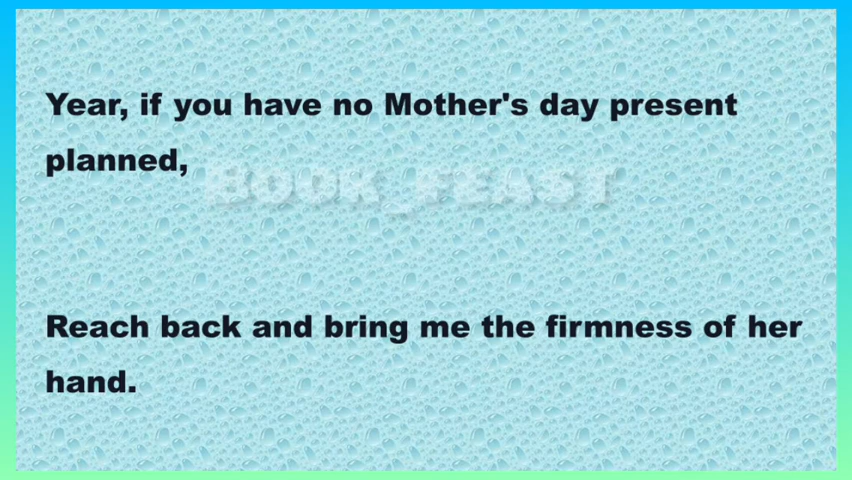 Year, if you have no Mother's day present
planned,
BOOK_FEAST
Reach back and bring me the firmness of her
hand.